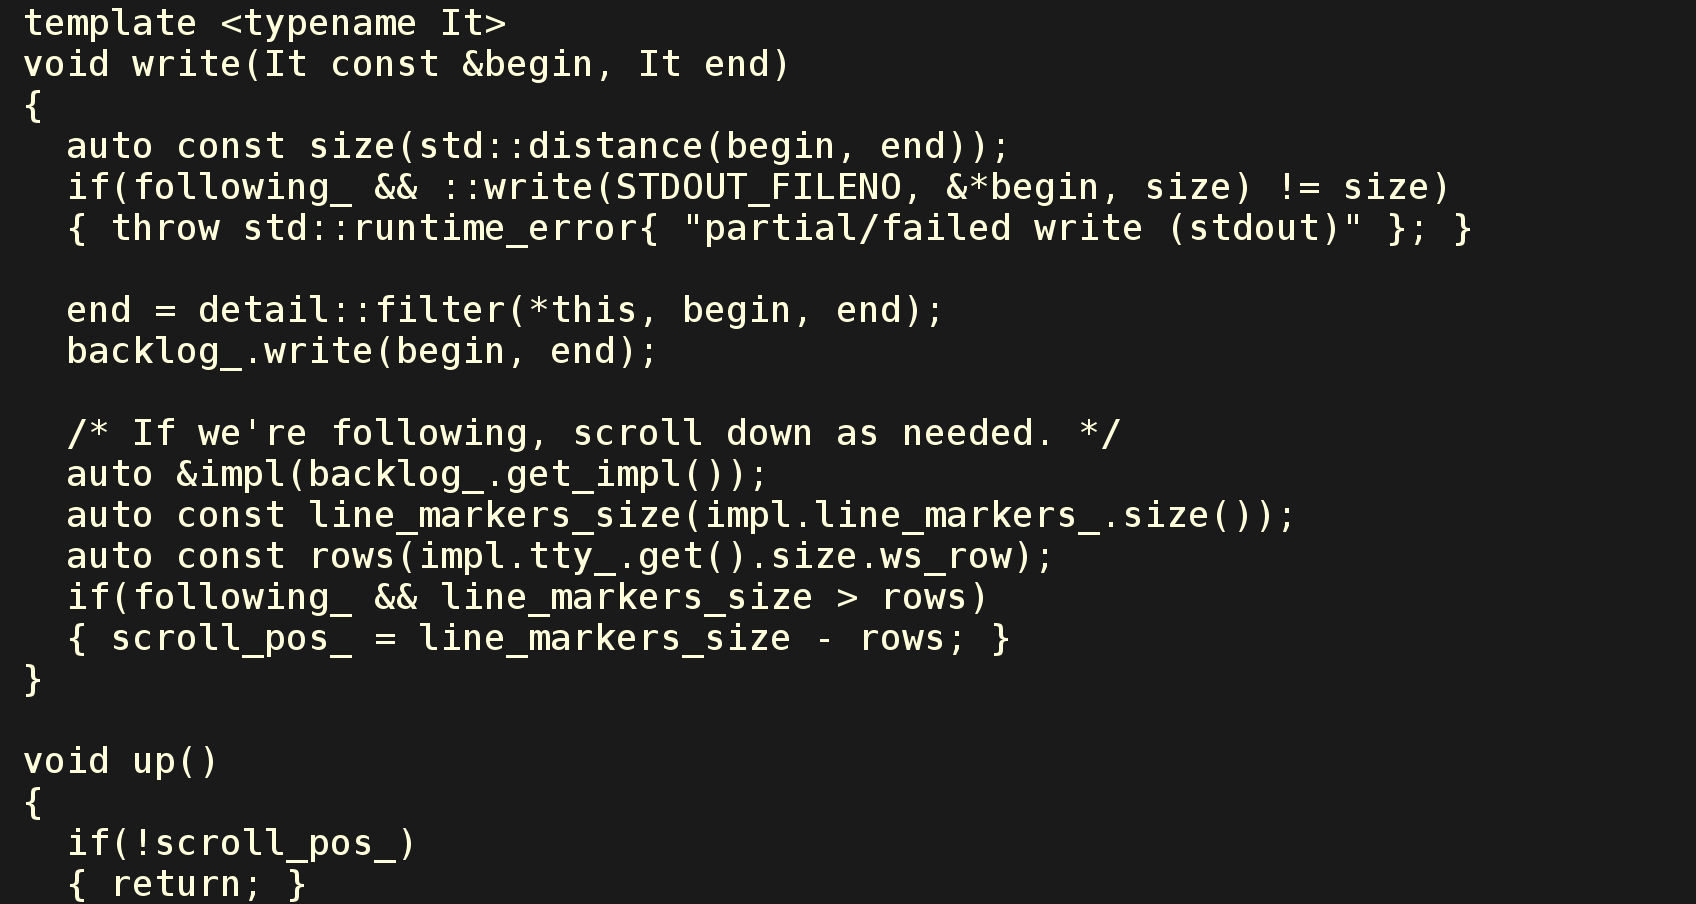 template <typename It>
void write(It const &begin, It end)
{
  auto const size(std::distance(begin, end));
  if(following_ && ::write(STDOUT_FILENO, &*begin, size) != size)
  { throw std::runtime_error{ "partial/failed write (stdout)" }; }

  end = detail::filter(*this, begin, end);
  backlog_.write(begin, end);

  /* If we're following, scroll down as needed. */
  auto &impl(backlog_.get_impl());
  auto const line_markers_size(impl.line_markers_.size());
  auto const rows(impl.tty_.get().size.ws_row);
  if(following_ && line_markers_size > rows)
  { scroll_pos_ = line_markers_size - rows; }
}

void up()
{
  if(!scroll_pos_)
  { return; }